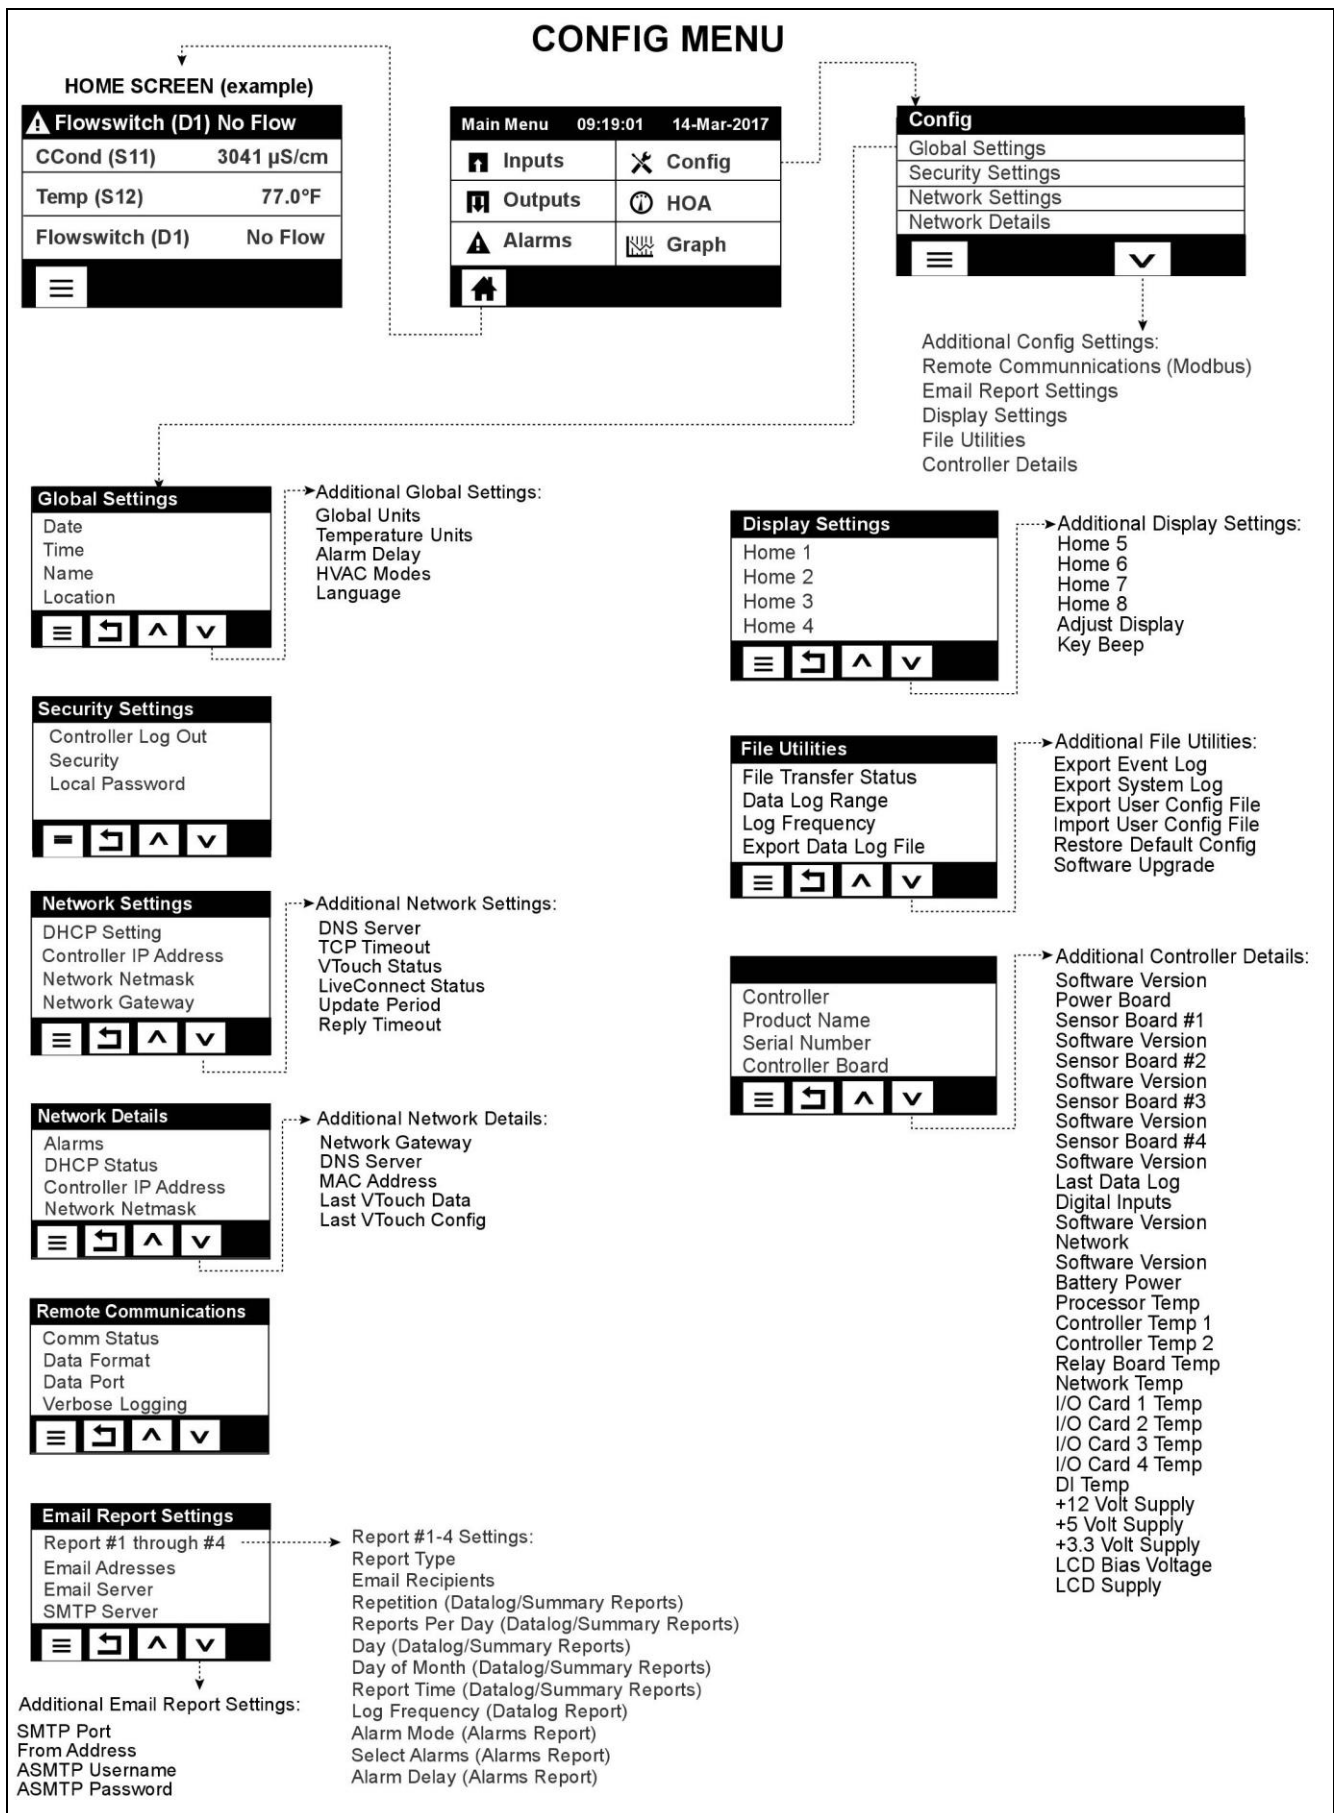 CONFIG MENU
HOME SCREEN (example)
Flowswitch (D1) No Flow
CCond (S11) 3041 µS/cm
Temp (S12) 77.0°F
Flowswitch (D1) No Flow
Main Menu 09:19:01 14-Mar-2017
Inputs Config
Outputs HOA
Alarms Graph
Config
Global Settings
Security Settings
Network Settings
Network Details
Additional Config Settings:
Remote Communnications (Modbus)
Email Report Settings
Display Settings
File Utilities
Controller Details
Global Settings
Date
Time
Name
Location
Additional Global Settings:
Global Units
Temperature Units
Alarm Delay
HVAC Modes
Language
Security Settings
Controller Log Out
Security
Local Password
Network Settings
DHCP Setting
Controller IP Address
Network Netmask
Network Gateway
Additional Network Settings:
DNS Server
TCP Timeout
VTouch Status
LiveConnect Status
Update Period
Reply Timeout
Network Details
Alarms
DHCP Status
Controller IP Address
Network Netmask
Additional Network Details:
Network Gateway
DNS Server
MAC Address
Last VTouch Data
Last VTouch Config
Remote Communications
Comm Status
Data Format
Data Port
Verbose Logging
Email Report Settings
Report #1 through #4
Email Adresses
Email Server
SMTP Server
Additional Email Report Settings:
SMTP Port
From Address
ASMTP Username
ASMTP Password
Report #1-4 Settings:
Report Type
Email Recipients
Repetition (Datalog/Summary Reports)
Reports Per Day (Datalog/Summary Reports)
Day (Datalog/Summary Reports)
Day of Month (Datalog/Summary Reports)
Report Time (Datalog/Summary Reports)
Log Frequency (Datalog Report)
Alarm Mode (Alarms Report)
Select Alarms (Alarms Report)
Alarm Delay (Alarms Report)
Display Settings
Home 1
Home 2
Home 3
Home 4
Additional Display Settings:
Home 5
Home 6
Home 7
Home 8
Adjust Display
Key Beep
File Utilities
File Transfer Status
Data Log Range
Log Frequency
Export Data Log File
Additional File Utilities:
Export Event Log
Export System Log
Export User Config File
Import User Config File
Restore Default Config
Software Upgrade
Controller
Product Name
Serial Number
Controller Board
Additional Controller Details:
Software Version
Power Board
Sensor Board #1
Software Version
Sensor Board #2
Software Version
Sensor Board #3
Software Version
Sensor Board #4
Software Version
Last Data Log
Digital Inputs
Software Version
Network
Software Version
Battery Power
Processor Temp
Controller Temp 1
Controller Temp 2
Relay Board Temp
Network Temp
I/O Card 1 Temp
I/O Card 2 Temp
I/O Card 3 Temp
I/O Card 4 Temp
DI Temp
+12 Volt Supply
+5 Volt Supply
+3.3 Volt Supply
LCD Bias Voltage
LCD Supply